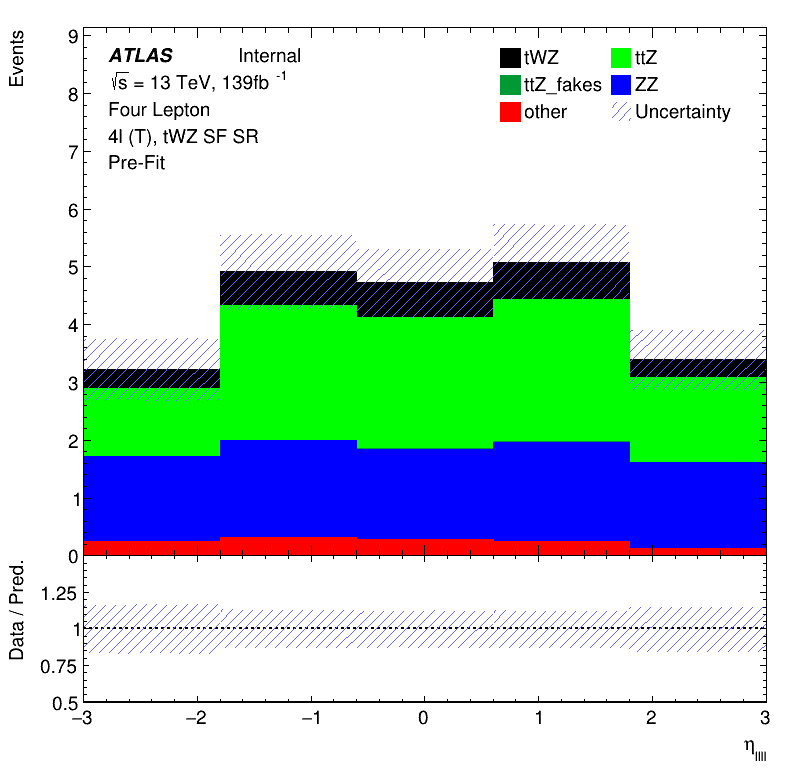 Events
9
8
7
6
5
4
3
2
1
0
ATLAS Internal
√s = 13 TeV, 139fb -1
Four Lepton
4l (T), tWZ SF SR
Pre-Fit
tWZ ttZ
ttZ_fakes ZZ
other Uncertainty
Data / Pred.
1.25
1
0.75
0.5
−3 −2 −1 0 1 2 3
η llll